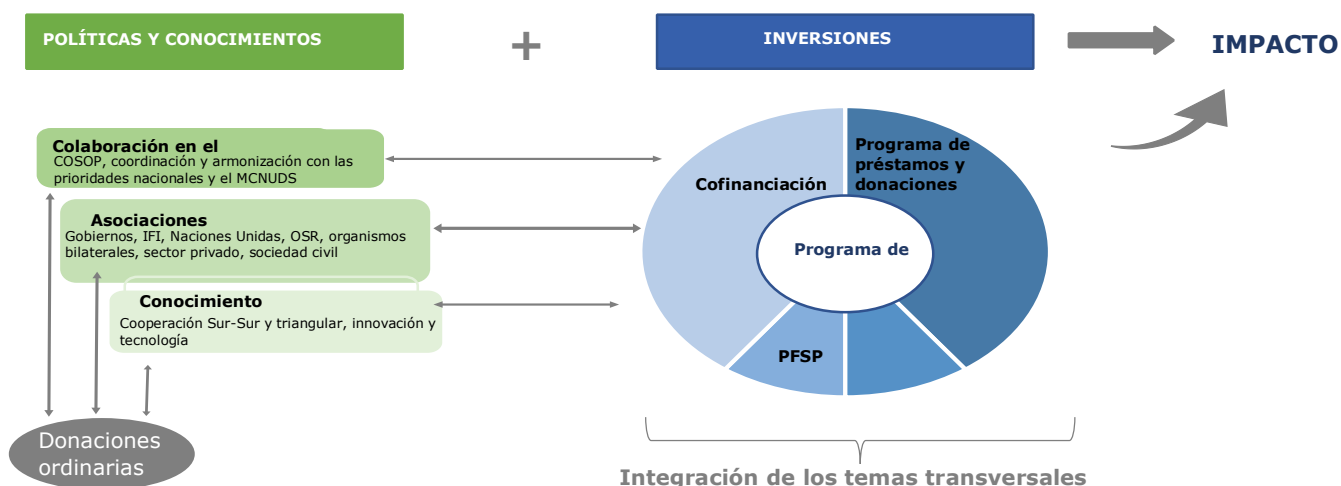 POLÍTICAS Y CONOCIMIENTOS
+
INVERSIONES
IMPACTO
Colaboración en el
COSOP, coordinación y armonización con las
prioridades nacionales y el MCNUDS
Asociaciones
Gobiernos, IFI, Naciones Unidas, OSR, organismos
bilaterales, sector privado, sociedad civil
Conocimiento
Cooperación Sur-Sur y triangular, innovación y
tecnología
Donaciones
ordinarias
Cofinanciación
Programa de
préstamos y
donaciones
Programa de
PFSP
Integración de los temas transversales